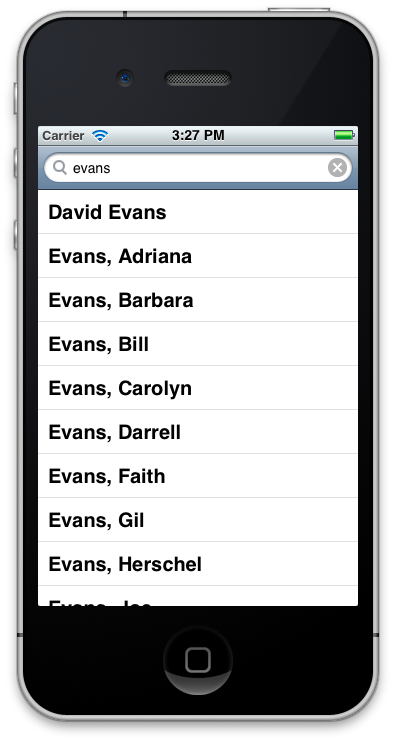 Carrier 3:27 PM
evans
David Evans
Evans, Adriana
Evans, Barbara
Evans, Bill
Evans, Carolyn
Evans, Darrell
Evans, Faith
Evans, Gil
Evans, Herschel
Evans,